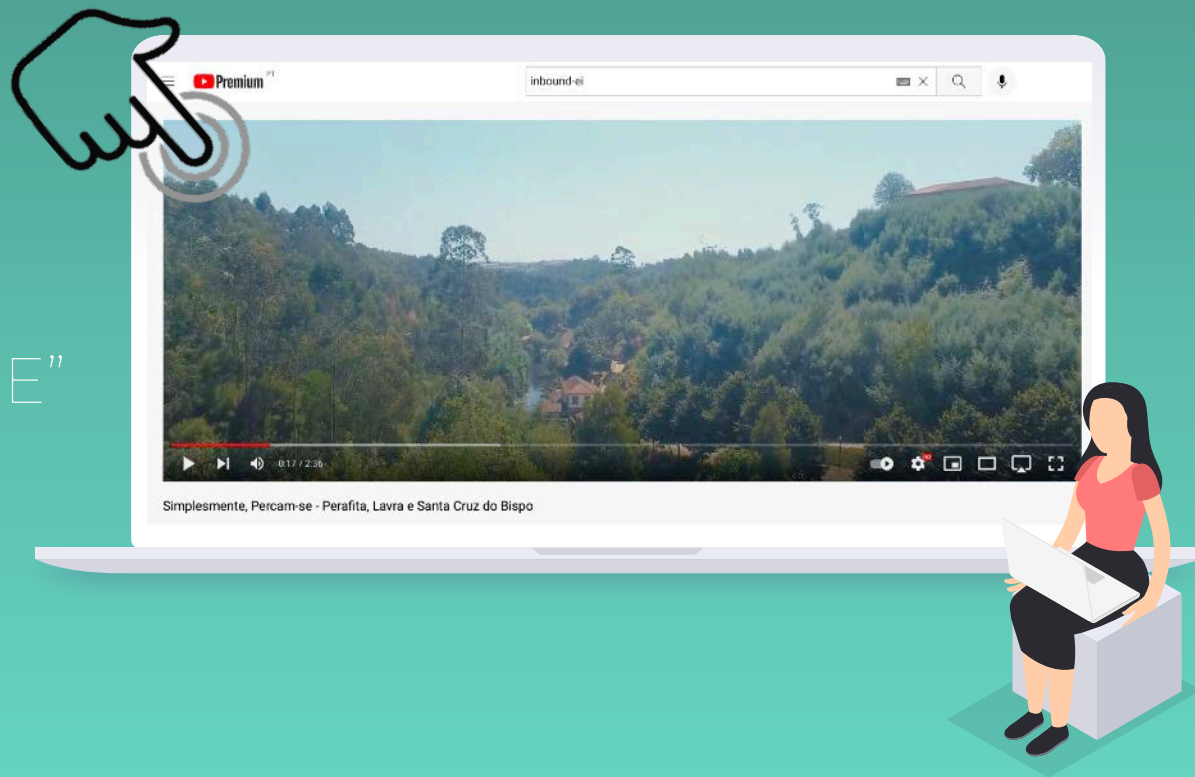 Premium PT
inbound-ei
E”
0:17 / 2:36
Simplesmente, Percam-se - Perafita, Lavra e Santa Cruz do Bispo